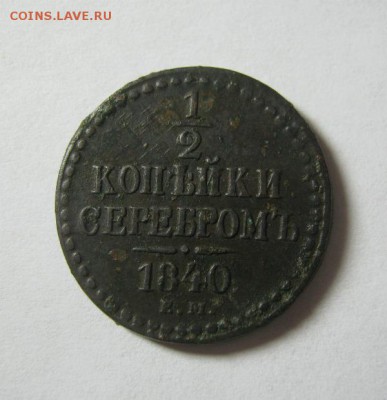 COINS.LAVE.RU
1
2
КОПѢЙКИ
СЕРЕБРОМЪ
1840
Е.М.